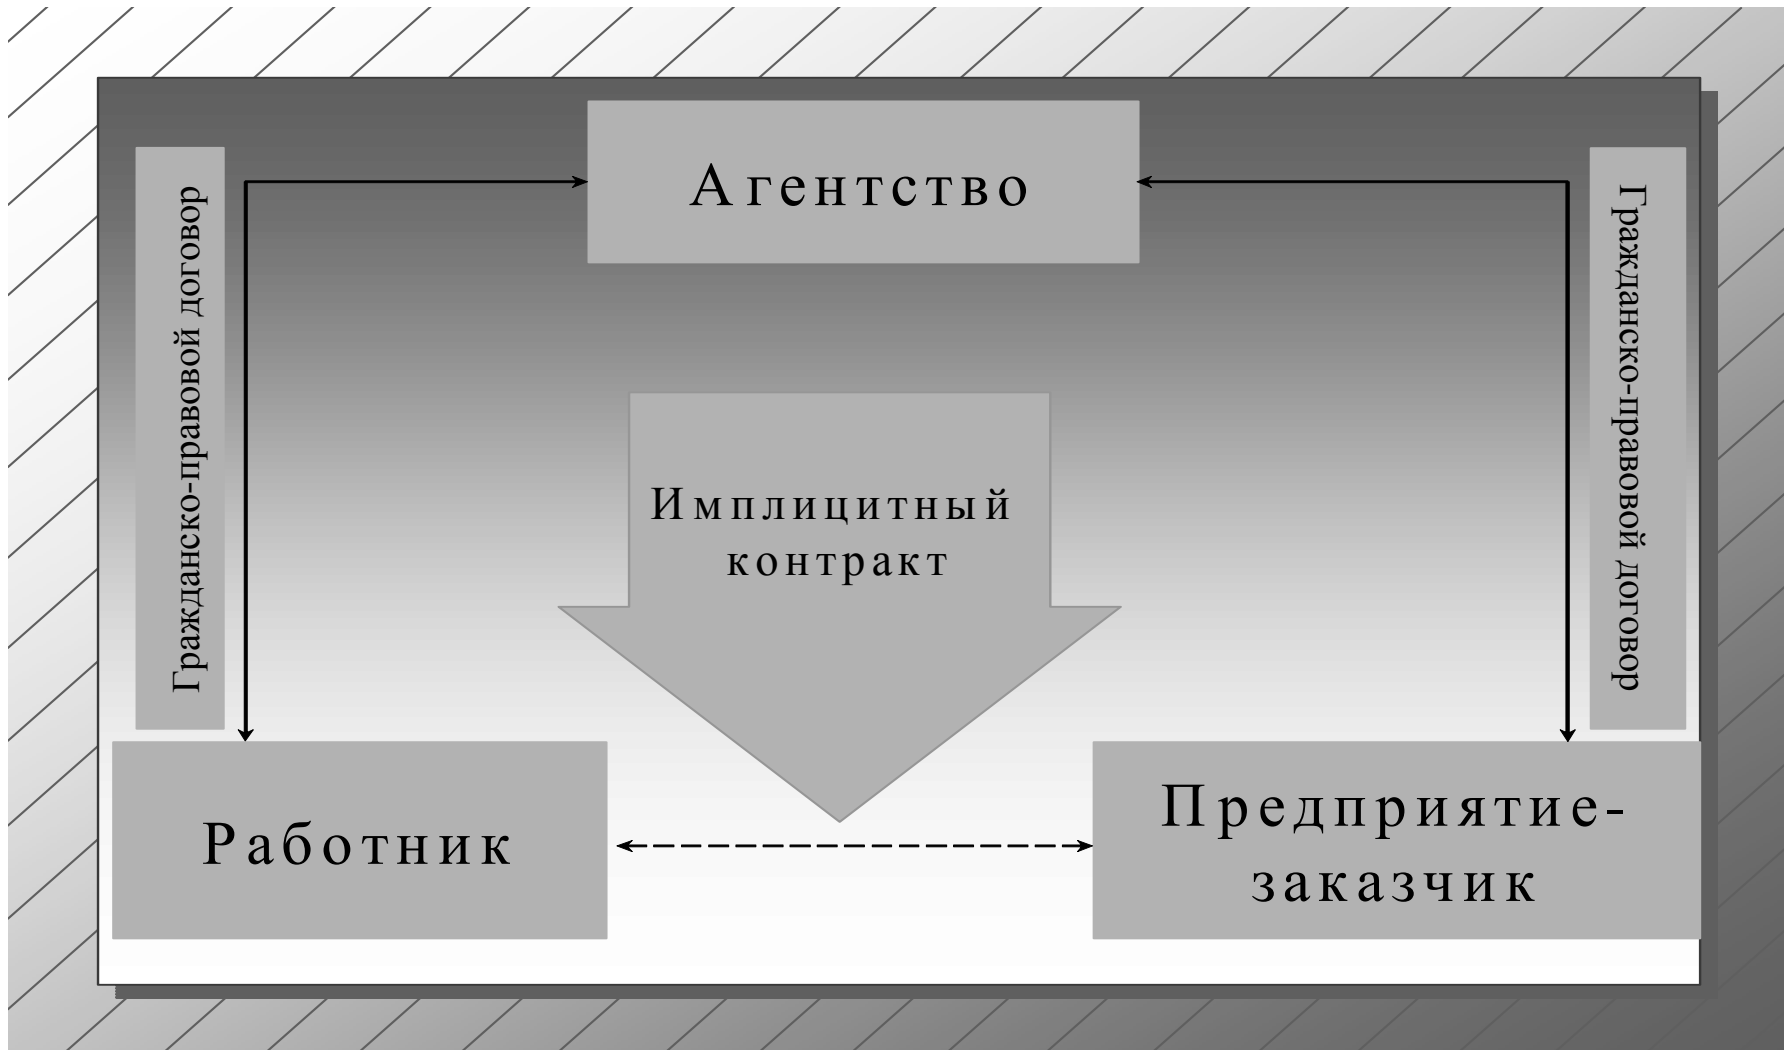 Агентство
Гражданско-правовой договор
Гражданско-правовой договор
Имплицитный
контракт
Работник
Предприятие-
заказчик